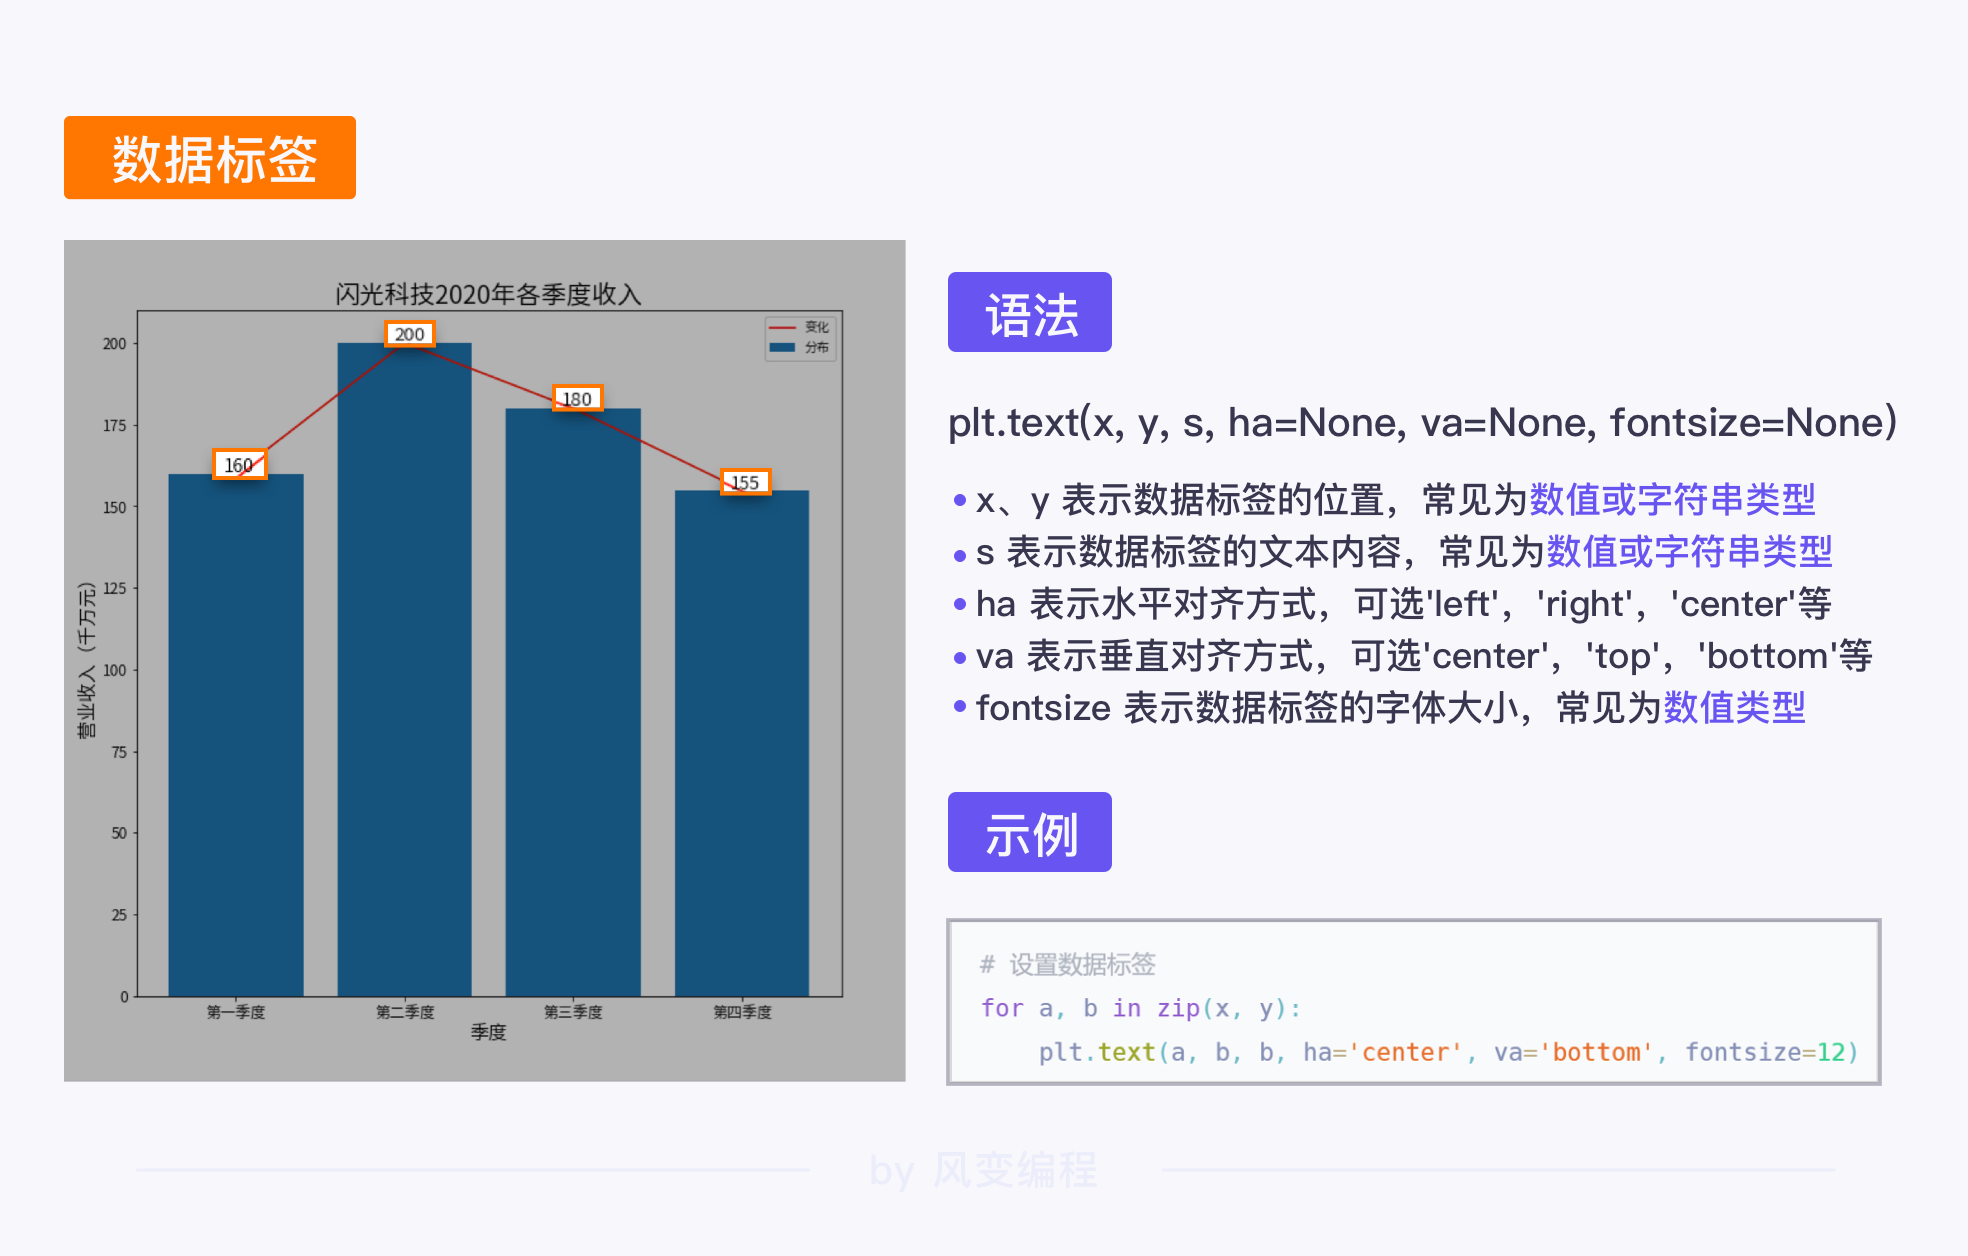 数据标签
闪光科技2020年各季度收入
变化
分布
200
175
150
125
100
75
50
25
0
营业收入（千万元）
160
200
180
155
第一季度
第二季度
第三季度
第四季度
季度
语法
plt.text(x, y, s, ha=None, va=None, fontsize=None)
x、y 表示数据标签的位置，常见为数值或字符串类型
s 表示数据标签的文本内容，常见为数值或字符串类型
ha 表示水平对齐方式，可选'left'，'right'，'center'等
va 表示垂直对齐方式，可选'center'，'top'，'bottom'等
fontsize 表示数据标签的字体大小，常见为数值类型
示例
# 设置数据标签
for a, b in zip(x, y):
    plt.text(a, b, b, ha='center', va='bottom', fontsize=12)
by 风变编程